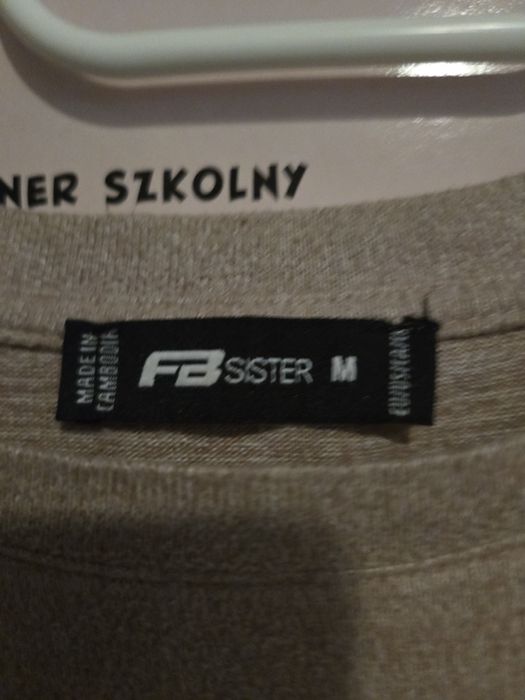 NER SZKOLNY
MADE IN
CAMBODIA
FB SISTER M